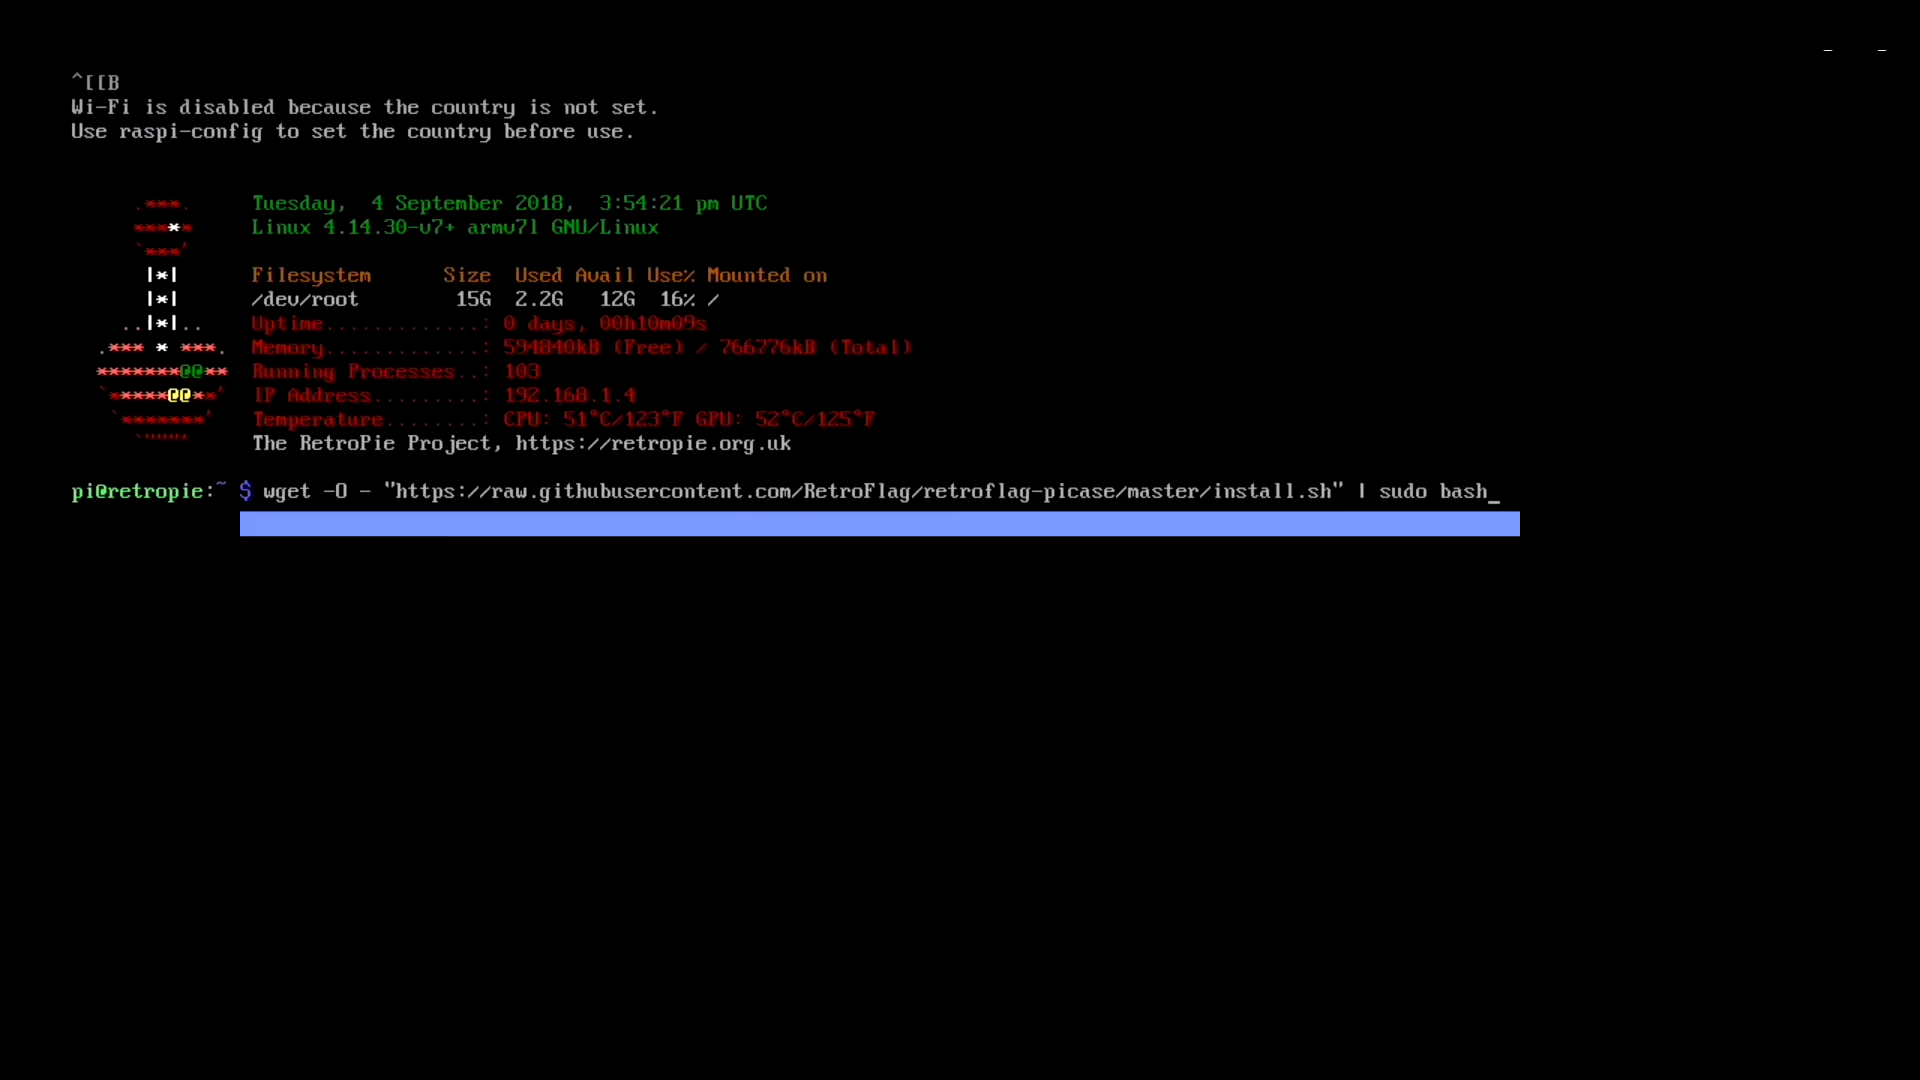 ^[[B
Wi-Fi is disabled because the country is not set.
Use raspi-config to set the country before use.
Tuesday,  4 September 2018,  3:54:21 pm UTC
Linux 4.14.30-v7+ armv7l GNU/Linux
Filesystem      Size  Used Avail Use% Mounted on
/dev/root        15G  2.2G   12G  16% /
Uptime.............: 0 days, 00h10m09s
Memory.............: 594840kB (Free) / 766776kB (Total)
Running Processes..: 103
IP Address.........: 192.168.1.4
Temperature........: CPU: 51°C/123°F GPU: 52°C/125°F
The RetroPie Project, https://retropie.org.uk
pi@retropie:~ $ wget -O - "https://raw.githubusercontent.com/RetroFlag/retroflag-picase/master/install.sh" | sudo bash_